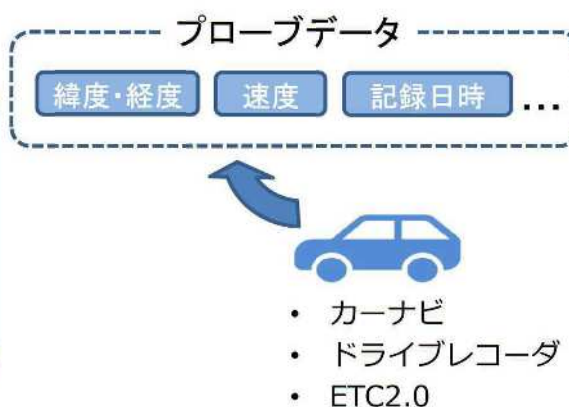 プローブデータ
緯度・経度 速度 記録日時 ...
• カーナビ
• ドライブレコーダ
• ETC2.0